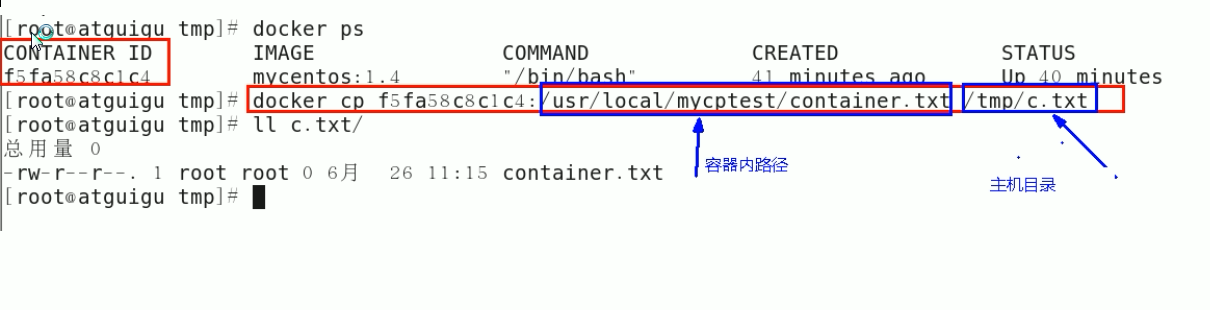 [root@atguigu tmp]# docker ps
CONTAINER ID IMAGE COMMAND CREATED STATUS
f5fa58c8c1c4 mycentos:1.4 "/bin/bash" 41 minutes ago Up 40 minutes
[root@atguigu tmp]# docker cp f5fa58c8c1c4:/usr/local/mycptest/container.txt /tmp/c.txt
[root@atguigu tmp]# ll c.txt/
总用量 0
-rw-r--r--. 1 root root 0 6月 26 11:15 container.txt
[root@atguigu tmp]#
容器内路径
主机目录